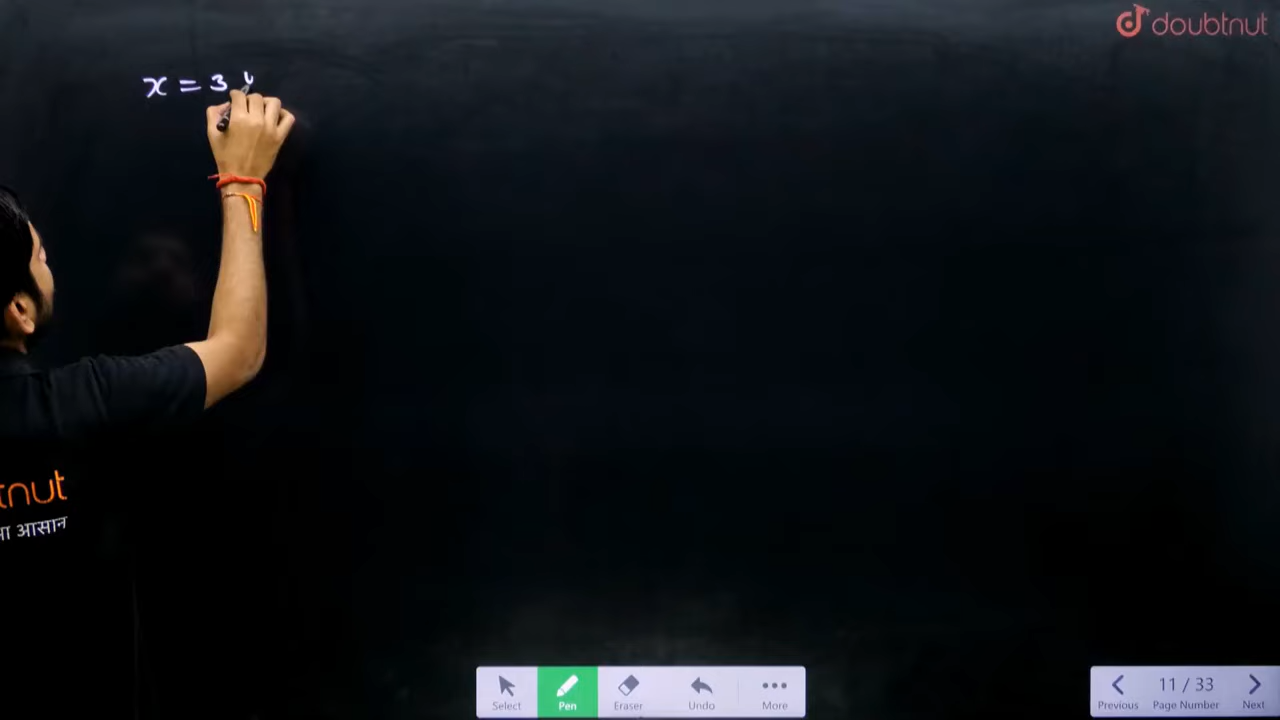 doubtnut
x = 3
tnut
ना आसान
Select
Pen
Eraser
Undo
More
Previous
11 / 33
Page Number
Next